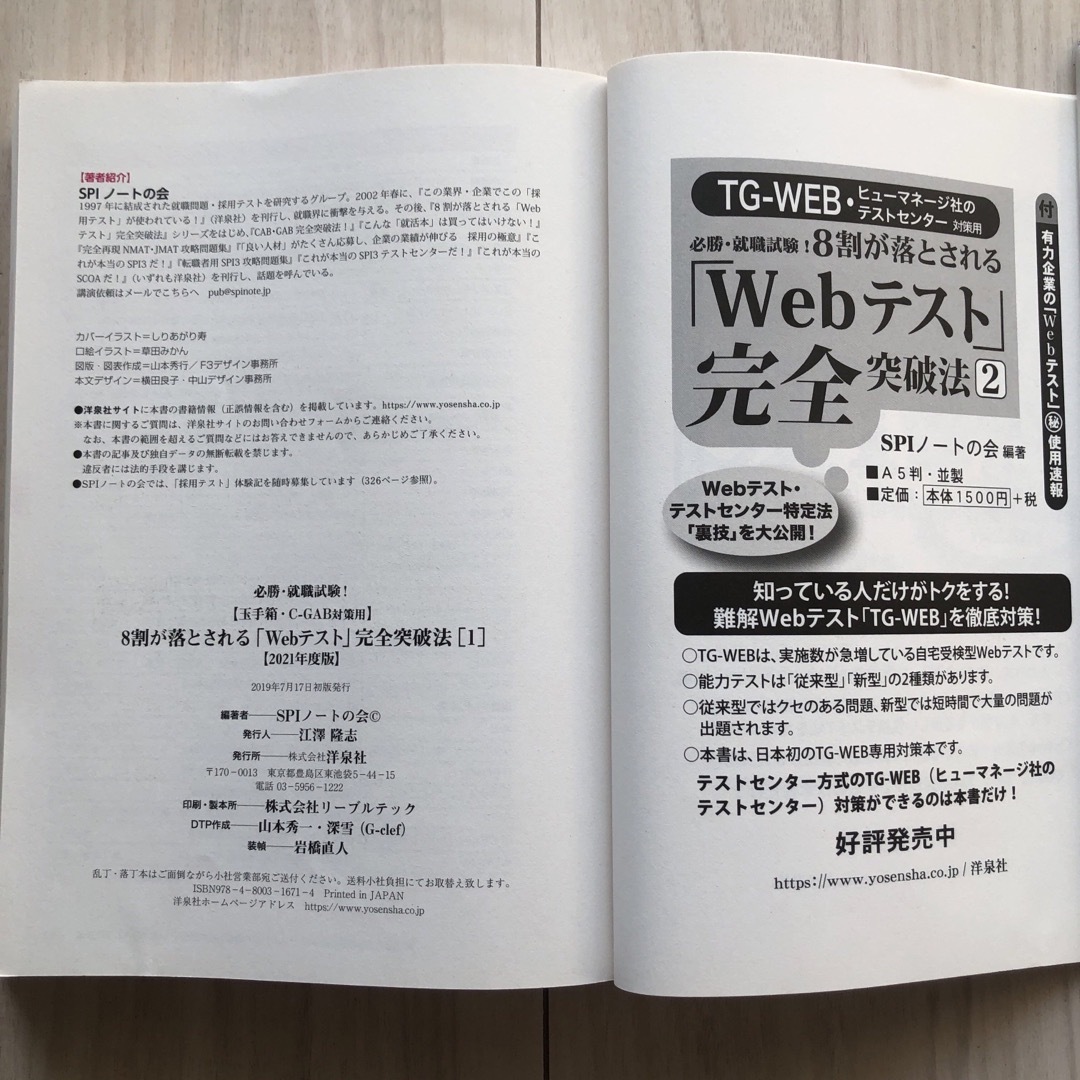 【著者紹介】
SPI ノートの会
1997年に結成された就職問題・採用テストを研究するグループ。2002年春に、『この業界・企業でこの「採
用テスト」が使われている!』(洋泉社)を刊行し、就職界に衝撃を与える。その後、『8割が落とされる「Web
テスト」完全突破法』シリーズをはじめ、『CAB・GAB完全突破法!』『こんな「就活本」は買ってはいけない!』
『完全再現NMAT・JMAT攻略問題集』『「良い人材」がたくさん応募し、企業の業績が伸びる 採用の極意』『こ
れが本当のSPI3だ!』『転職者用SPI3攻略問題集』『これが本当のSPI3テストセンターだ!』『これが本当の
SCOAだ!』(いずれも洋泉社)を刊行し、話題を呼んでいる。
講演依頼はメールでこちらへ pub@spinote.jp
カバーイラスト=しりあがり寿
口絵イラスト=草田みかん
図版・図表作成=山本秀行/F3デザイン事務所
本文デザイン=横田良子・中山デザイン事務所
●洋泉社サイトに本書の書籍情報(正誤情報を含む)を掲載しています。https://www.yosensha.co.jp
※本書に関するご質問は、洋泉社サイトのお問い合わせフォームからご連絡ください。
なお、本書の範囲を超えるご質問などにはお答えできませんので、あらかじめご了承ください。
●本書の記事及び独自データの無断転載を禁じます。
違反者には法的手段を講じます。
●SPIノートの会では、「採用テスト」体験記を随時募集しています(326ページ参照)。
必勝・就職試験!
【玉手箱・C-GAB対策用】
8割が落とされる「Webテスト」完全突破法[1]
【2021年度版】
2019年7月17日初版発行
編著者――SPIノートの会©
発行人――江澤 隆志
発行所――株式会社洋泉社
〒170-0013 東京都豊島区東池袋5-44-15
電話 03-5956-1222
印刷・製本所――株式会社リーブルテック
DTP作成――山本秀一・深雪(G-clef)
装幀――岩橋直人
乱丁・落丁本はご面倒ながら小社営業部宛ご送付ください。送料小社負担にてお取替え致します。
ISBN978-4-8003-1671-4 Printed in JAPAN
洋泉社ホームページアドレス https://www.yosensha.co.jp
TG-WEB・ヒューマネージ社の
テストセンター 対策用
必勝・就職試験!8割が落とされる
「Webテスト」
完全突破法2
SPIノートの会 編著
■A5判・並製
■定価:本体1500円+税
付 有力企業の「Webテスト」㊙使用速報
Webテスト・
テストセンター特定法
「裏技」を大公開!
知っている人だけがトクをする!
難解Webテスト「TG-WEB」を徹底対策!
○TG-WEBは、実施数が急増している自宅受検型Webテストです。
○能力テストは「従来型」「新型」の2種類があります。
○従来型ではクセのある問題、新型では短時間で大量の問題が
出題されます。
○本書は、日本初のTG-WEB専用対策本です。
テストセンター方式のTG-WEB(ヒューマネージ社の
テストセンター)対策ができるのは本書だけ!
好評発売中
https://www.yosensha.co.jp/洋泉社